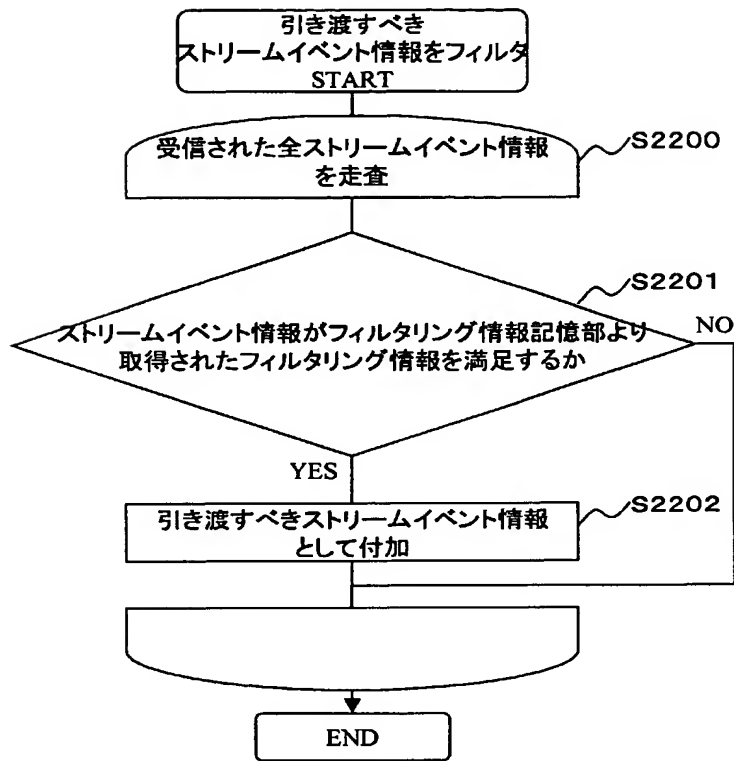 引き渡すべき
ストリームイベント情報をフィルタ
START
受信された全ストリームイベント情報
を走査
S2200
S2201
ストリームイベント情報がフィルタリング情報記憶部より
取得されたフィルタリング情報を満足するか
NO
YES
引き渡すべきストリームイベント情報
として付加
S2202
END